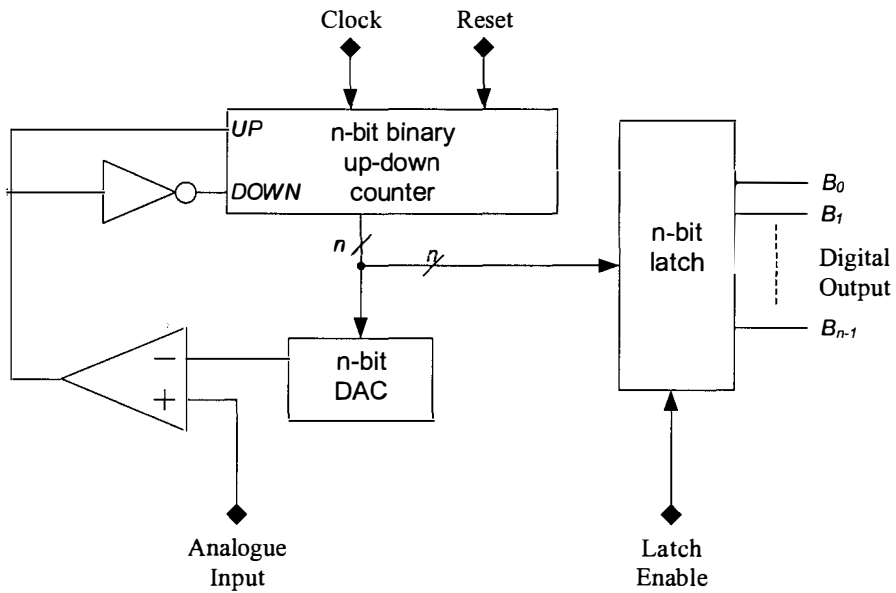 Clock
Reset
UP
n-bit binary
up-down
counter
DOWN
n
n
n-bit
latch
B0
B1
Digital
Output
Bn-1
n-bit
DAC
−
+
Analogue
Input
Latch
Enable